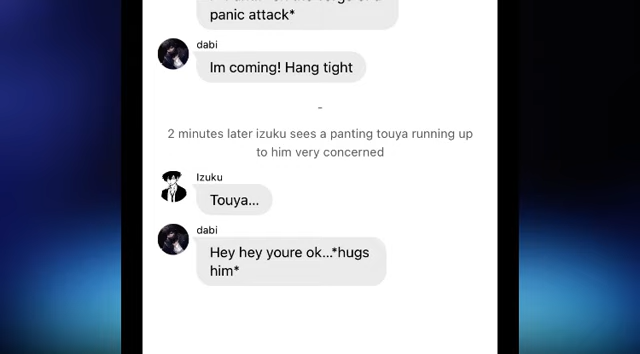 panic attack*
dabi
Im coming! Hang tight
-
2 minutes later izuku sees a panting touya running up
to him very concerned
Izuku
Touya...
dabi
Hey hey youre ok...*hugs
him*